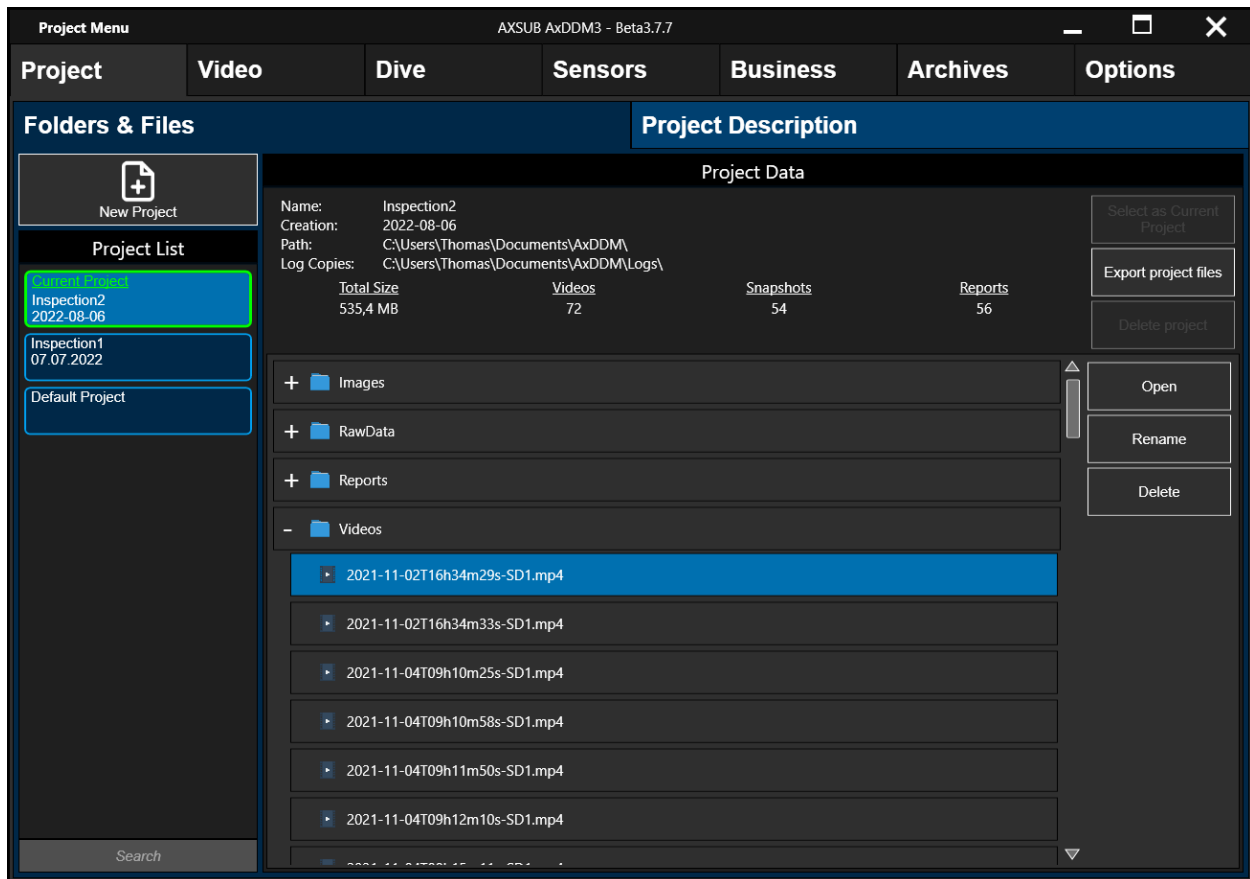 Project Menu
AXSUB AxDDM3 - Beta3.7.7
Project Video Dive Sensors Business Archives Options
Folders & Files Project Description
New Project
Project List
Current Project
Inspection2
2022-08-06
Inspection1
07.07.2022
Default Project
Search
Project Data
Name: Inspection2
Creation: 2022-08-06
Path: C:\Users\Thomas\Documents\AxDDM\
Log Copies: C:\Users\Thomas\Documents\AxDDM\Logs\
Total Size Videos Snapshots Reports
535,4 MB 72 54 56
Select as Current
Project
Export project files
Delete project
Images
RawData
Reports
Videos
2021-11-02T16h34m29s-SD1.mp4
2021-11-02T16h34m33s-SD1.mp4
2021-11-04T09h10m25s-SD1.mp4
2021-11-04T09h10m58s-SD1.mp4
2021-11-04T09h11m50s-SD1.mp4
2021-11-04T09h12m10s-SD1.mp4
Open
Rename
Delete